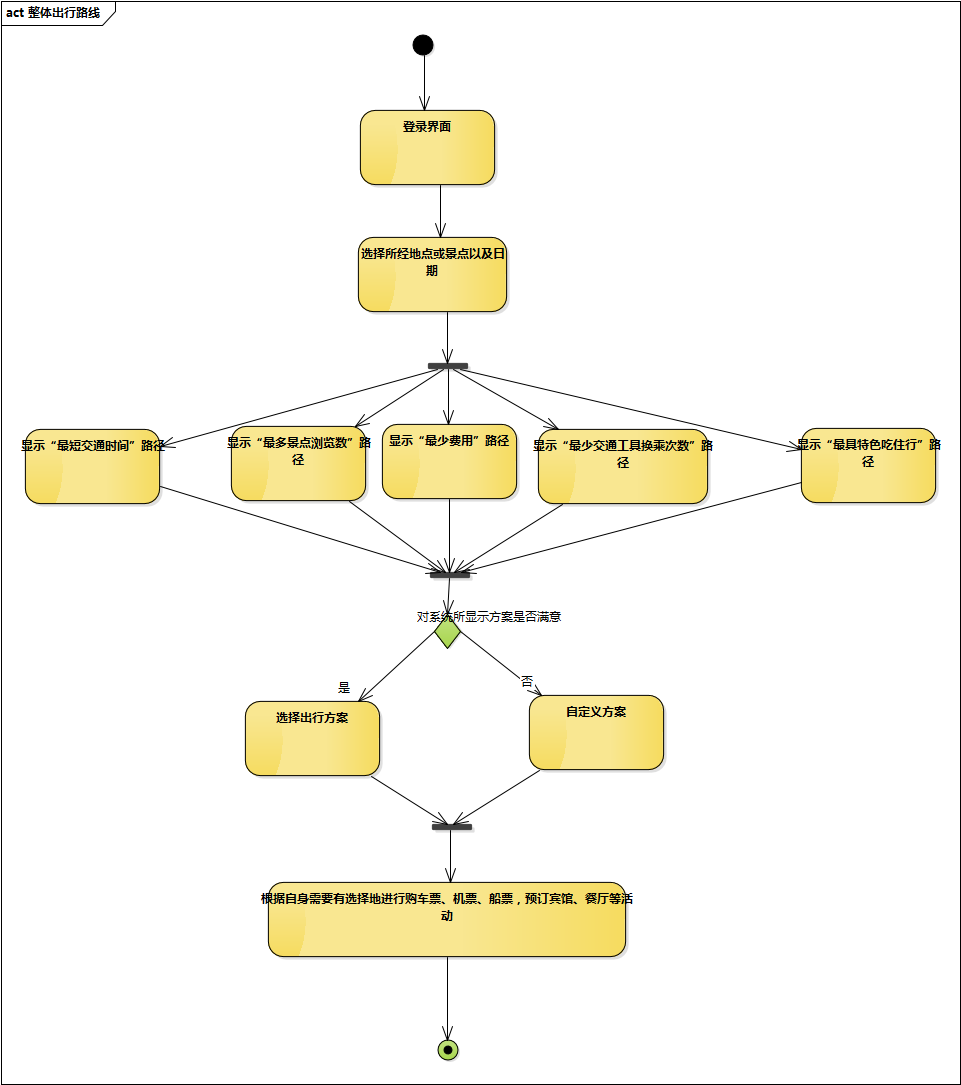 act 整体出行路线
登录界面
选择所经地点或景点以及日
期
显示“最短交通时间”路径
显示“最多景点浏览数”路
径
显示“最少费用”路径
显示“最少交通工具换乘次数”路
径
显示“最具特色吃住行”路
径
对系统所显示方案是否满意
是
否
选择出行方案
自定义方案
根据自身需要有选择地进行购车票、机票、船票，预订宾馆、餐厅等活
动